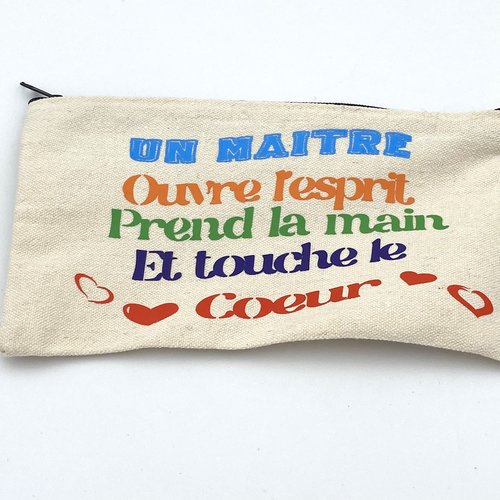 UN MAITRE
Ouvre l'esprit
Prend la main
Et touche le
Coeur